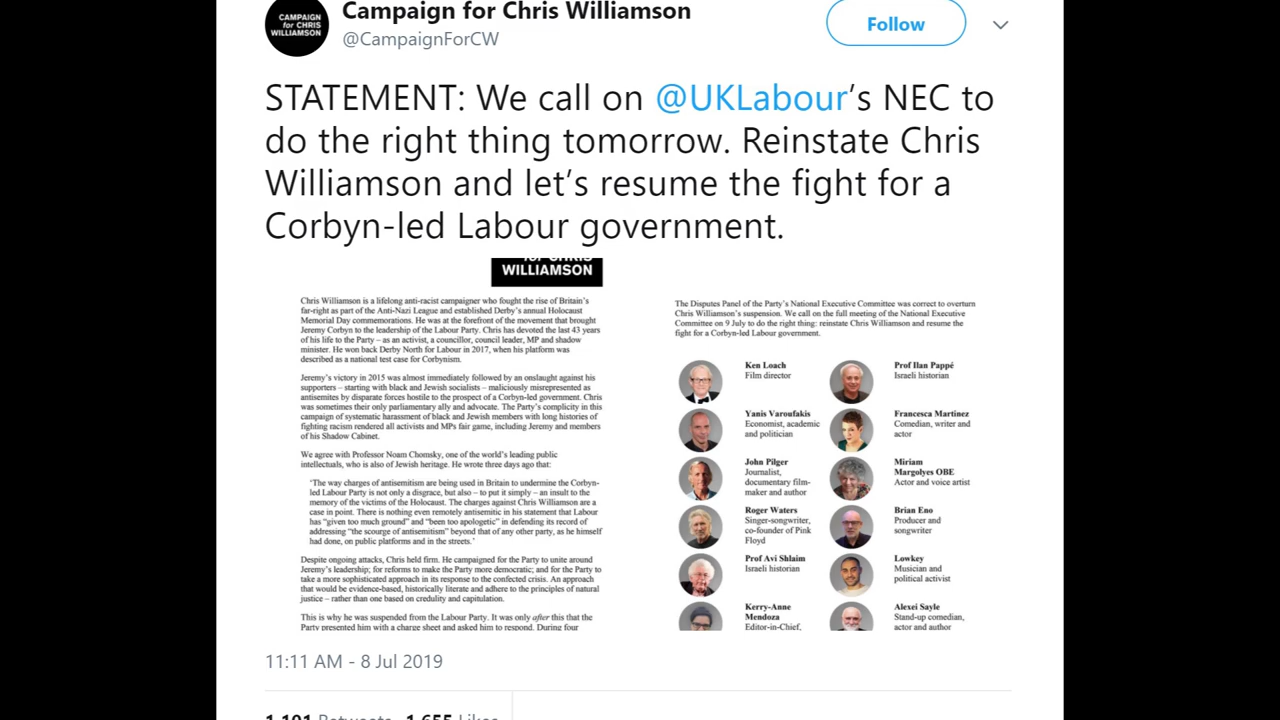 CAMPAIGN
for CHRIS
WILLIAMSON
Campaign for Chris Williamson
@CampaignForCW
Follow
STATEMENT: We call on @UKLabour's NEC to
do the right thing tomorrow. Reinstate Chris
Williamson and let's resume the fight for a
Corbyn-led Labour government.
for CHRIS
WILLIAMSON
Chris Williamson is a lifelong anti-racist campaigner who fought the rise of Britain's
far-right as part of the Anti-Nazi League and established Derby's annual Holocaust
Memorial Day commemorations. He was at the forefront of the movement that brought
Jeremy Corbyn to the leadership of the Labour Party. Chris has devoted the last 43 years
of his life to the Party – as an activist, a councillor, council leader, MP and shadow
minister. He won back Derby North for Labour in 2017, when his platform was
described as a national test case for Corbynism.
Jeremy's victory in 2015 was almost immediately followed by an onslaught against his
supporters – starting with black and Jewish socialists – maliciously misrepresented as
antisemites by disparate forces hostile to the prospect of a Corbyn-led government. Chris
was sometimes their only parliamentary ally and advocate. The Party's complicity in this
campaign of systematic harassment of black and Jewish members with long histories of
fighting racism rendered all activists and MPs fair game, including Jeremy and members
of his Shadow Cabinet.
We agree with Professor Noam Chomsky, one of the world's leading public
intellectuals, who is also of Jewish heritage. He wrote three days ago that:
'The way charges of antisemitism are being used in Britain to undermine the Corbyn-
led Labour Party is not only a disgrace, but also – to put it simply – an insult to the
memory of the victims of the Holocaust. The charges against Chris Williamson are a
case in point. There is nothing even remotely antisemitic in his statement that Labour
has "given too much ground" and "been too apologetic" in defending its record of
addressing "the scourge of antisemitism" beyond that of any other party, as he himself
had done, on public platforms and in the streets.'
Despite ongoing attacks, Chris held firm. He campaigned for the Party to unite around
Jeremy's leadership; for reforms to make the Party more democratic; and for the Party to
take a more sophisticated approach in its response to the confected crisis. An approach
that would be evidence-based, historically literate and adhere to the principles of natural
justice – rather than one based on credulity and capitulation.
This is why he was suspended from the Labour Party. It was only after this that the
Party presented him with a charge sheet and asked him to respond. During four
The Disputes Panel of the Party's National Executive Committee was correct to overturn
Chris Williamson's suspension. We call on the full meeting of the National Executive
Committee on 9 July to do the right thing: reinstate Chris Williamson and resume the
fight for a Corbyn-led Labour government.
Ken Loach
Film director
Prof Ilan Pappé
Israeli historian
Yanis Varoufakis
Economist, academic
and politician
Francesca Martinez
Comedian, writer and
actor
John Pilger
Journalist,
documentary film-
maker and author
Miriam
Margolyes OBE
Actor and voice artist
Roger Waters
Singer-songwriter,
co-founder of Pink
Floyd
Brian Eno
Producer and
songwriter
Prof Avi Shlaim
Israeli historian
Lowkey
Musician and
political activist
Kerry-Anne
Mendoza
Editor-in-Chief,
Alexei Sayle
Stand-up comedian,
actor and author
11:11 AM - 8 Jul 2019
1,101 Retweets 1,655 Likes